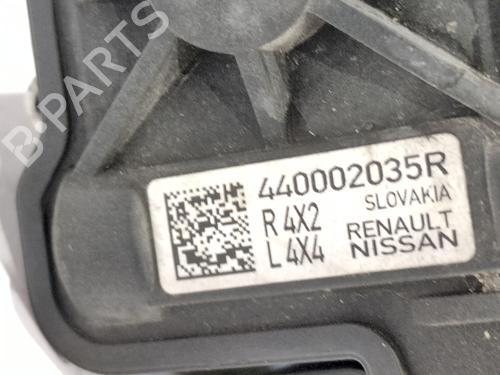 B-PARTS
440002035R
R 4X2 SLOVAKIA
L 4X4 RENAULT
NISSAN